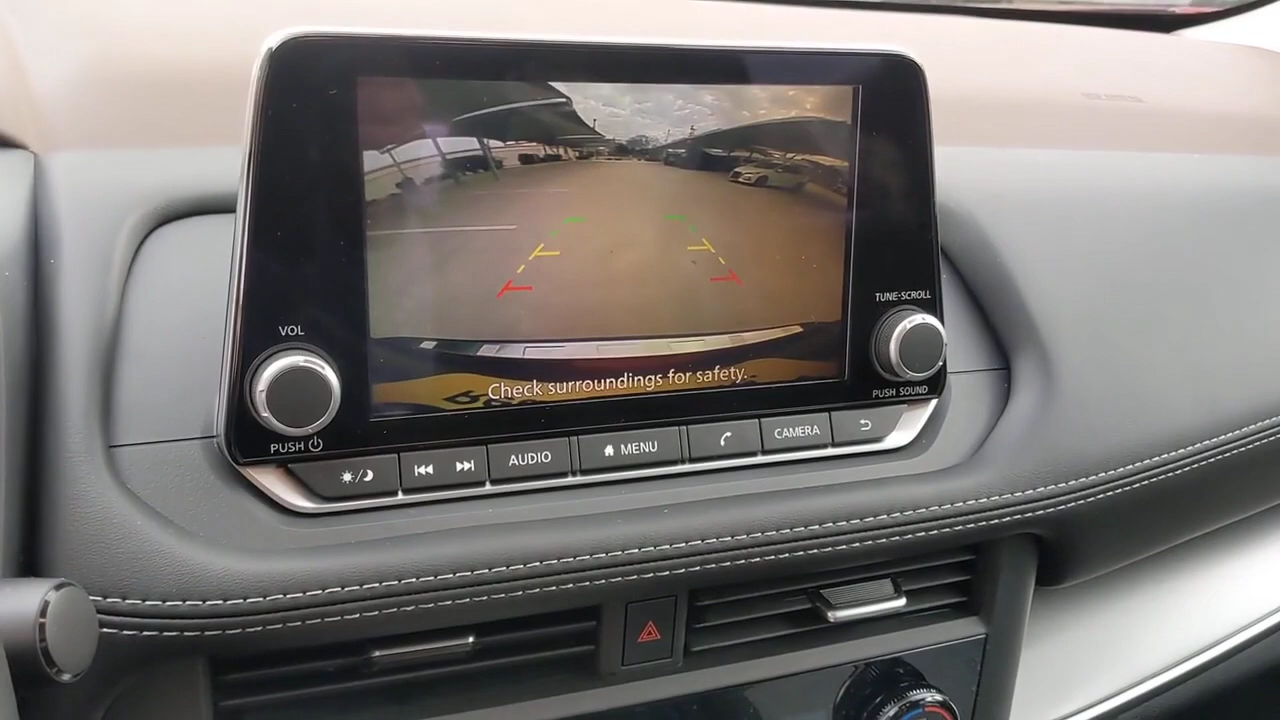 Check surroundings for safety.
VOL
PUSH
TUNE·SCROLL
PUSH SOUND
AUDIO
MENU
CAMERA